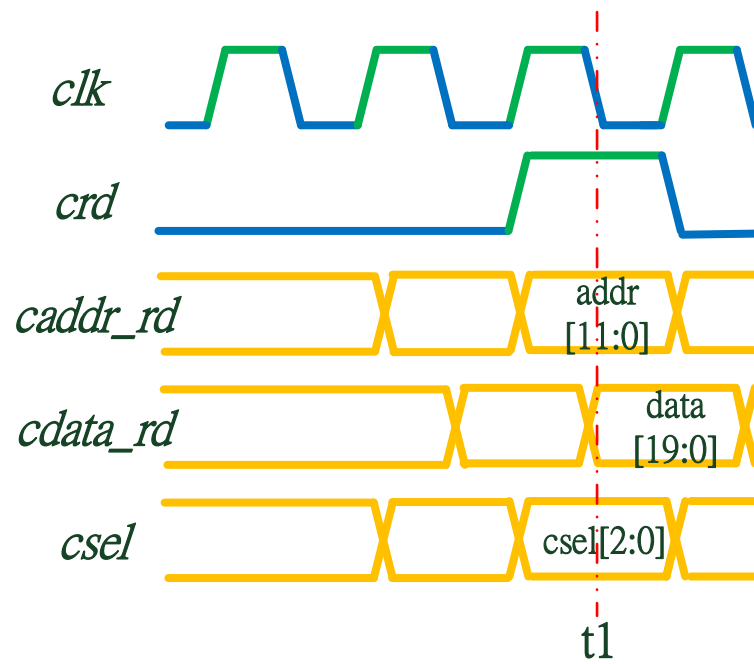 clk
crd
caddr_rd
addr
[11:0]
cdata_rd
data
[19:0]
csel
csel[2:0]
t1